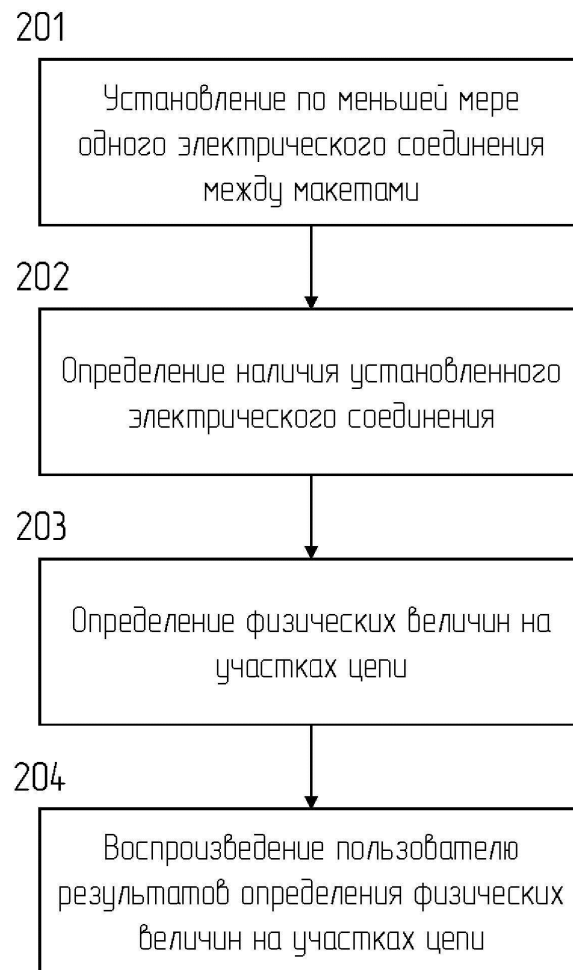 201
Установление по меньшей мере
одного электрического соединения
между макетами
202
Определение наличия установленного
электрического соединения
203
Определение физических величин на
участках цепи
204
Воспроизведение пользователю
результатов определения физических
величин на участках цепи